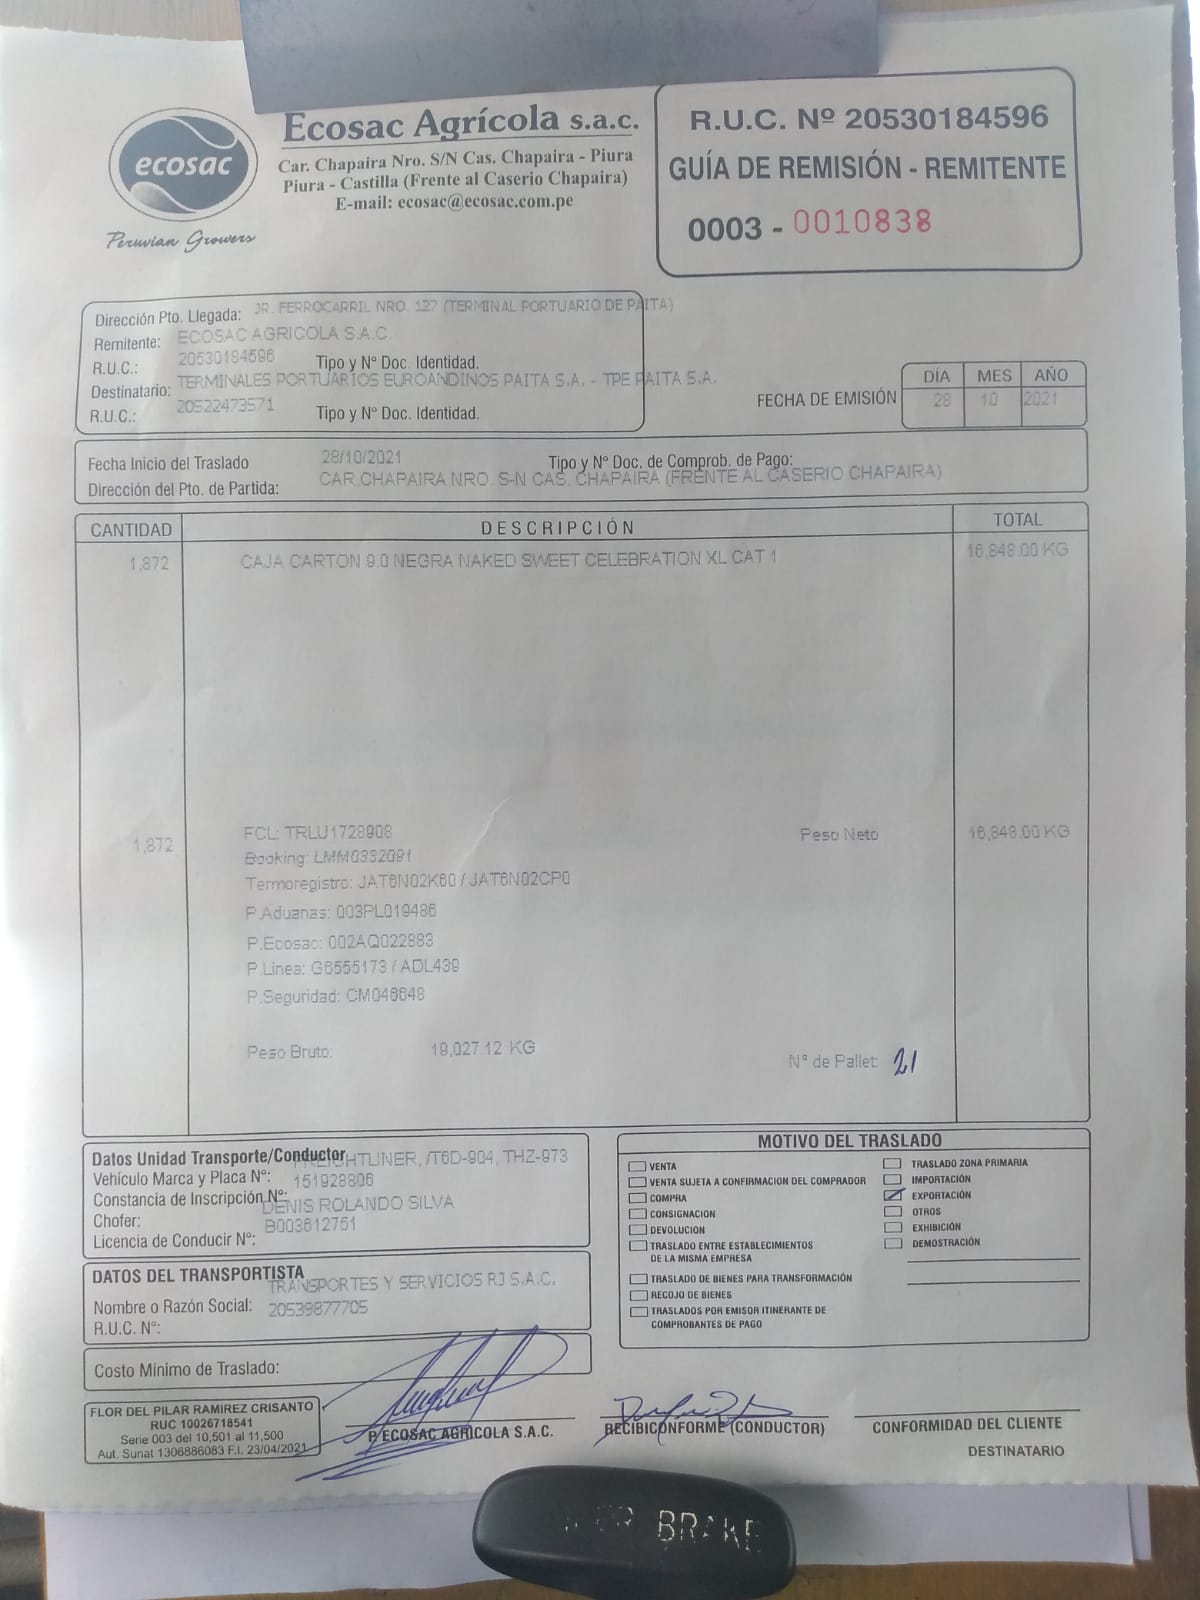 ecosac
Peruvian Growers
Ecosac Agrícola s.a.c.
Car. Chapaira Nro. S/N Cas. Chapaira - Piura
Piura - Castilla (Frente al Caserio Chapaira)
E-mail: ecosac@ecosac.com.pe
R.U.C. Nº 20530184596
GUÍA DE REMISIÓN - REMITENTE
0003 - 0010838
Dirección Pto. Llegada: JR. FERROCARRIL NRO. 127 (TERMINAL PORTUARIO DE PAITA)
Remitente: ECOSAC AGRICOLA S.A.C
R.U.C.: 20530184596 Tipo y Nº Doc. Identidad.
Destinatario: TERMINALES PORTUARIOS EUROANDINOS PAITA S.A. - TPE PAITA S.A.
R.U.C.: 20522473571 Tipo y Nº Doc. Identidad.
FECHA DE EMISIÓN
DÍA MES AÑO
28 10 2021
Fecha Inicio del Traslado 28/10/2021 Tipo y Nº Doc. de Comprob. de Pago:
Dirección del Pto. de Partida: CAR.CHAPAIRA NRO. S-N CAS. CHAPAIRA (FRENTE AL CASERIO CHAPAIRA)
CANTIDAD DESCRIPCIÓN TOTAL
1,872 CAJA CARTON 9.0 NEGRA NAKED SWEET CELEBRATION XL CAT 1 16,848.00 KG
1,872 FCL: TRLU1728908 Peso Neto 16,848.00 KG
Booking: LMM0332091
Termoregistro: JAT6N02K60 / JAT6N02CP0
P.Aduanas: 003PL019486
P.Ecosac: 002AQ022883
P.Linea: G6555173 / ADL439
P.Seguridad: CM046648
Peso Bruto: 19,027.12 KG
N° de Pallet: 21
Datos Unidad Transporte/Conductor
Vehículo Marca y Placa Nº: FREIGHTLINER, /T6D-904, THZ-973
Constancia de Inscripción Nº: 151928806
Chofer: DENIS ROLANDO SILVA
Licencia de Conducir Nº: B003612751
DATOS DEL TRANSPORTISTA
Nombre o Razón Social: TRANSPORTES Y SERVICIOS RJ S.A.C.
R.U.C. Nº: 20539877705
Costo Mínimo de Traslado:
MOTIVO DEL TRASLADO
VENTA
VENTA SUJETA A CONFIRMACION DEL COMPRADOR
COMPRA
CONSIGNACION
DEVOLUCION
TRASLADO ENTRE ESTABLECIMIENTOS
DE LA MISMA EMPRESA
TRASLADO DE BIENES PARA TRANSFORMACIÓN
RECOJO DE BIENES
TRASLADOS POR EMISOR ITINERANTE DE
COMPROBANTES DE PAGO
TRASLADO ZONA PRIMARIA
IMPORTACIÓN
EXPORTACIÓN
OTROS
EXHIBICIÓN
DEMOSTRACIÓN
FLOR DEL PILAR RAMIREZ CRISANTO
RUC 10026718541
Serie 003 del 10,501 al 11,500
Aut. Sunat 1306886083 F.I. 23/04/2021
P. ECOSAC AGRICOLA S.A.C.
RECIBI CONFORME (CONDUCTOR)
CONFORMIDAD DEL CLIENTE
DESTINATARIO
BRAKE